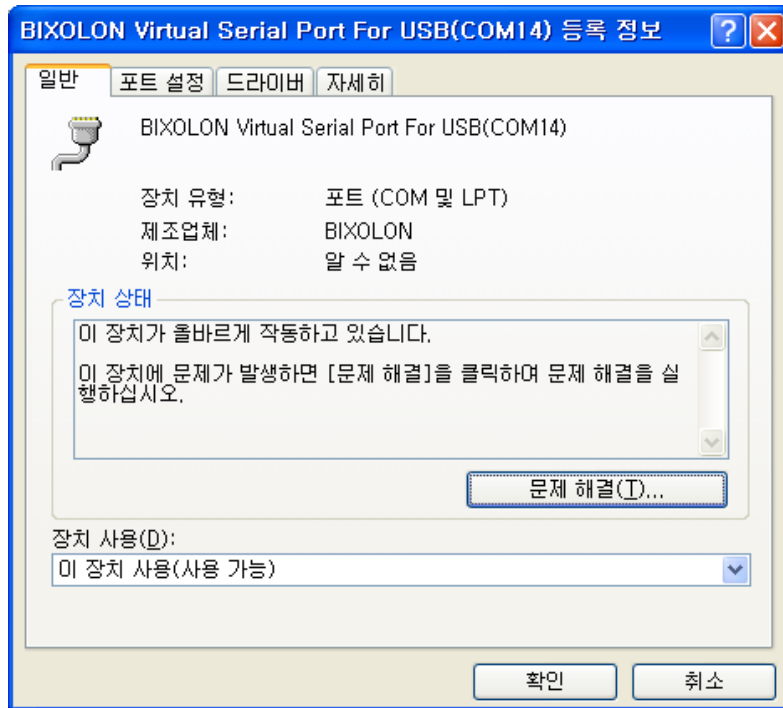 BIXOLON Virtual Serial Port For USB(COM14) 등록 정보
일반 포트 설정 드라이버 자세히
BIXOLON Virtual Serial Port For USB(COM14)
장치 유형: 포트 (COM 및 LPT)
제조업체: BIXOLON
위치: 알 수 없음
장치 상태
이 장치가 올바르게 작동하고 있습니다.
이 장치에 문제가 발생하면 [문제 해결]을 클릭하여 문제 해결을 실
행하십시오.
문제 해결(T)...
장치 사용(D):
이 장치 사용(사용 가능)
확인 취소